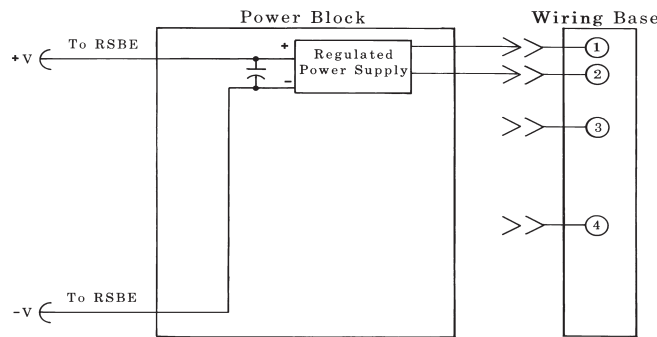 Power Block
Wiring Base
To RSBE
+V
+
Regulated
Power Supply
-
1
2
3
4
To RSBE
-V